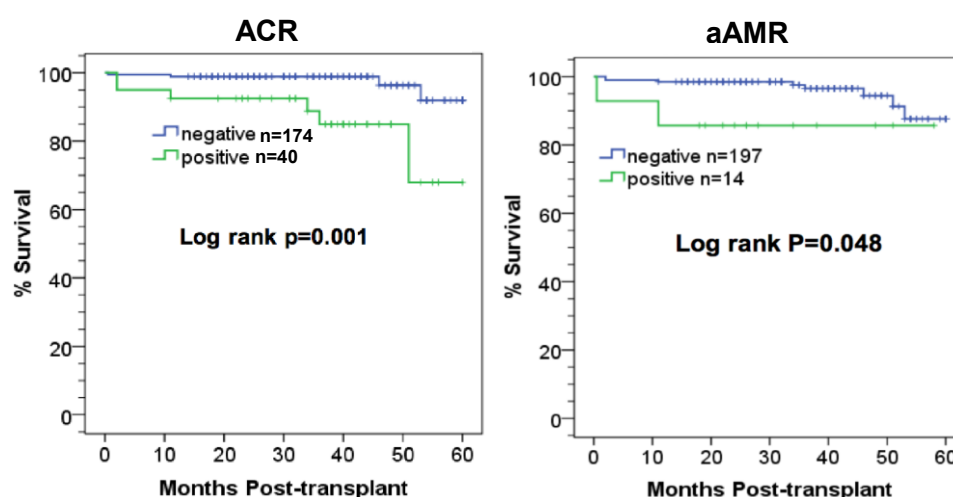 ACR
% Survival
100
80
60
40
20
0
negative n=174
positive n=40
Log rank p=0.001
0 10 20 30 40 50 60
Months Post-transplant
aAMR
% Survival
100
80
60
40
20
0
negative n=197
positive n=14
Log rank P=0.048
0 10 20 30 40 50 60
Months Post-transplant